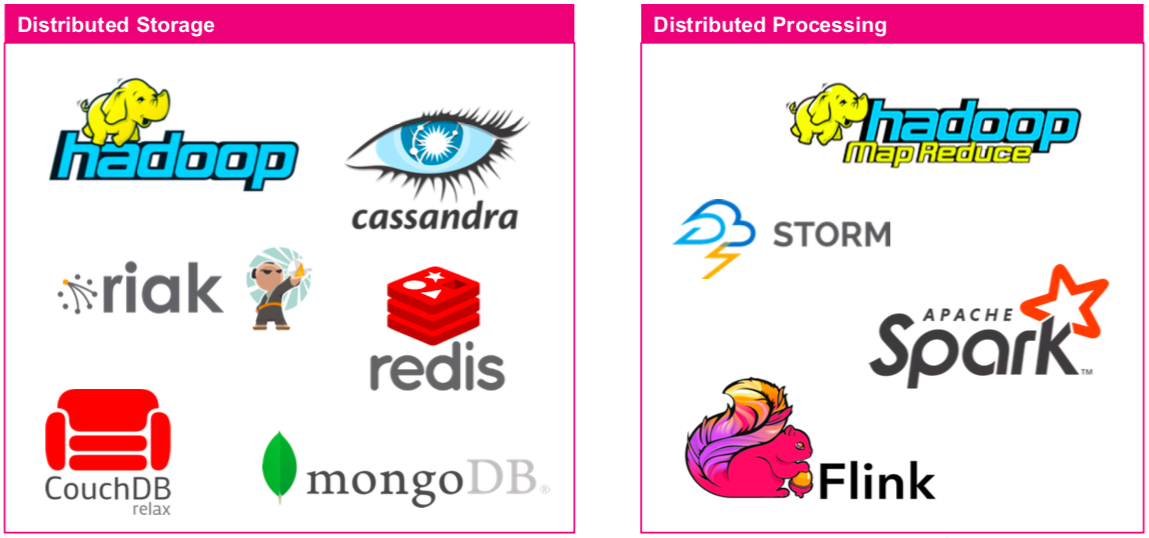 Distributed Storage
hadoop
cassandra
riak
redis
CouchDB
relax
mongoDB®
Distributed Processing
hadoop
Map Reduce
STORM
APACHE
Spark™
Flink